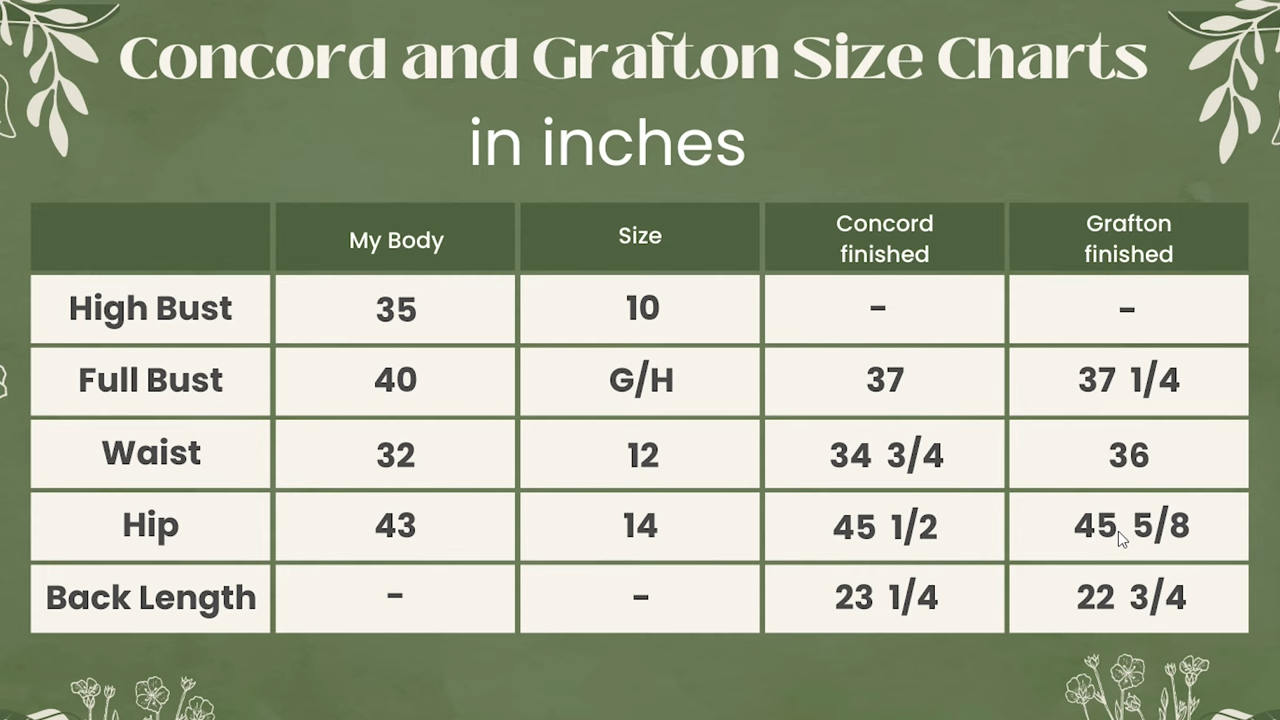 Concord and Grafton Size Charts
in inches
My Body Size Concord finished Grafton finished
High Bust 35 10 - -
Full Bust 40 G/H 37 37 1/4
Waist 32 12 34 3/4 36
Hip 43 14 45 1/2 45 5/8
Back Length - - 23 1/4 22 3/4